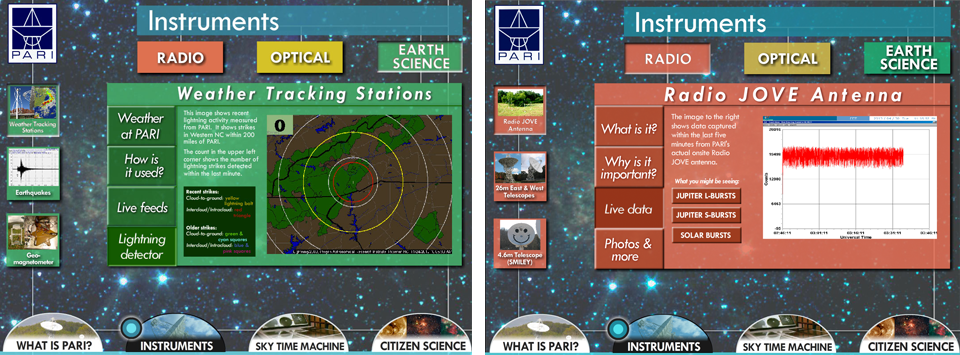 PARI
Instruments
RADIO
OPTICAL
EARTH
SCIENCE
Weather Tracking Stations
Weather Tracking
Stations
Earthquakes
Geo-
magnetometer
Weather
at PARI
How is
it used?
Live feeds
Lightning
detector
This image shows recent
lightning activity measured
from PARI. It shows strikes
in Western NC within 200
miles of PARI.
The count in the upper left
corner shows the number of
lightning strikes detected
within the last minute.
Recent strikes:
Cloud-to-ground: yellow
lightning bolt
Intercloud/Intracloud:
Older strikes:
Cloud-to-ground: green &
cyan squares
Intercloud/Intracloud:
0
WHAT IS PARI?
INSTRUMENTS
SKY TIME MACHINE
CITIZEN SCIENCE
PARI
Instruments
RADIO
OPTICAL
EARTH
SCIENCE
Radio JOVE Antenna
Radio JOVE
Antenna
26m East & West
Telescopes
4.6m Telescope
(SMILEY)
What is it?
Why is it
important?
Live data
Photos &
more
The image to the right
shows data captured
within the last five
minutes from PARI's
actual onsite Radio
JOVE antenna.
What you might be seeing:
JUPITER L-BURSTS
JUPITER S-BURSTS
SOLAR BURSTS
Counts
Universal Time
WHAT IS PARI?
INSTRUMENTS
SKY TIME MACHINE
CITIZEN SCIENCE